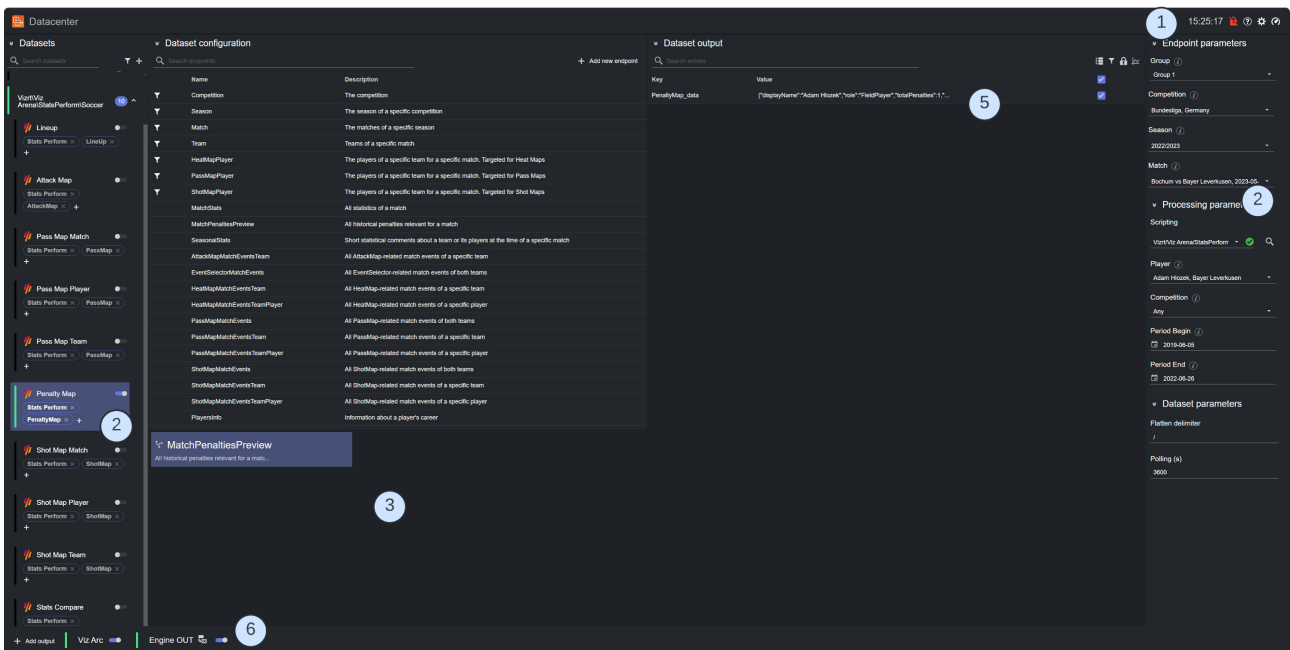 Datacenter
1
15:25:17
Datasets
Search datasets
Vizrt\Viz
Arena\StatsPerform\Soccer
10
Lineup
Stats Perform × LineUp ×
+
Attack Map
Stats Perform ×
AttackMap × +
Pass Map Match
Stats Perform × PassMap ×
+
Pass Map Player
Stats Perform × PassMap ×
+
Pass Map Team
Stats Perform × PassMap ×
+
Penalty Map
Stats Perform ×
PenaltyMap × +
2
Shot Map Match
Stats Perform × ShotMap ×
+
Shot Map Player
Stats Perform × ShotMap ×
+
Shot Map Team
Stats Perform × ShotMap ×
+
Stats Compare
Stats Perform ×
Dataset configuration
Search endpoints
+ Add new endpoint
Name Description
Competition The competition
Season The season of a specific competition
Match The matches of a specific season
Team Teams of a specific match
HeatMapPlayer The players of a specific team for a specific match. Targeted for Heat Maps
PassMapPlayer The players of a specific team for a specific match. Targeted for Pass Maps
ShotMapPlayer The players of a specific team for a specific match. Targeted for Shot Maps
MatchStats All statistics of a match
MatchPenaltiesPreview All historical penalties relevant for a match
SeasonalStats Short statistical comments about a team or its players at the time of a specific match
AttackMapMatchEventsTeam All AttackMap-related match events of a specific team
EventSelectorMatchEvents All EventSelector-related match events of both teams
HeatMapMatchEventsTeam All HeatMap-related match events of a specific team
HeatMapMatchEventsTeamPlayer All HeatMap-related match events of a specific player
PassMapMatchEvents All PassMap-related match events of both teams
PassMapMatchEventsTeam All PassMap-related match events of a specific team
PassMapMatchEventsTeamPlayer All PassMap-related match events of a specific player
ShotMapMatchEvents All ShotMap-related match events of both teams
ShotMapMatchEventsTeam All ShotMap-related match events of a specific team
ShotMapMatchEventsTeamPlayer All ShotMap-related match events of a specific player
PlayersInfo Information about a player's career
MatchPenaltiesPreview
All historical penalties relevant for a matc...
3
Dataset output
Search entries
Key Value
PenaltyMap_data {"displayName":"Adam Hlozek","role":"FieldPlayer","totalPenalties":1,"...
5
Endpoint parameters
Group
Group 1
Competition
Bundesliga, Germany
Season
2022/2023
Match
Bochum vs Bayer Leverkusen, 2023-05-
2
Processing parame
Scripting
Vizrt/Viz Arena/StatsPerform
Player
Adam Hlozek, Bayer Leverkusen
Competition
Any
Period Begin
2019-06-05
Period End
2022-06-26
Dataset parameters
Flatten delimiter
/
Polling (s)
3600
+ Add output
Viz Arc
Engine OUT
6